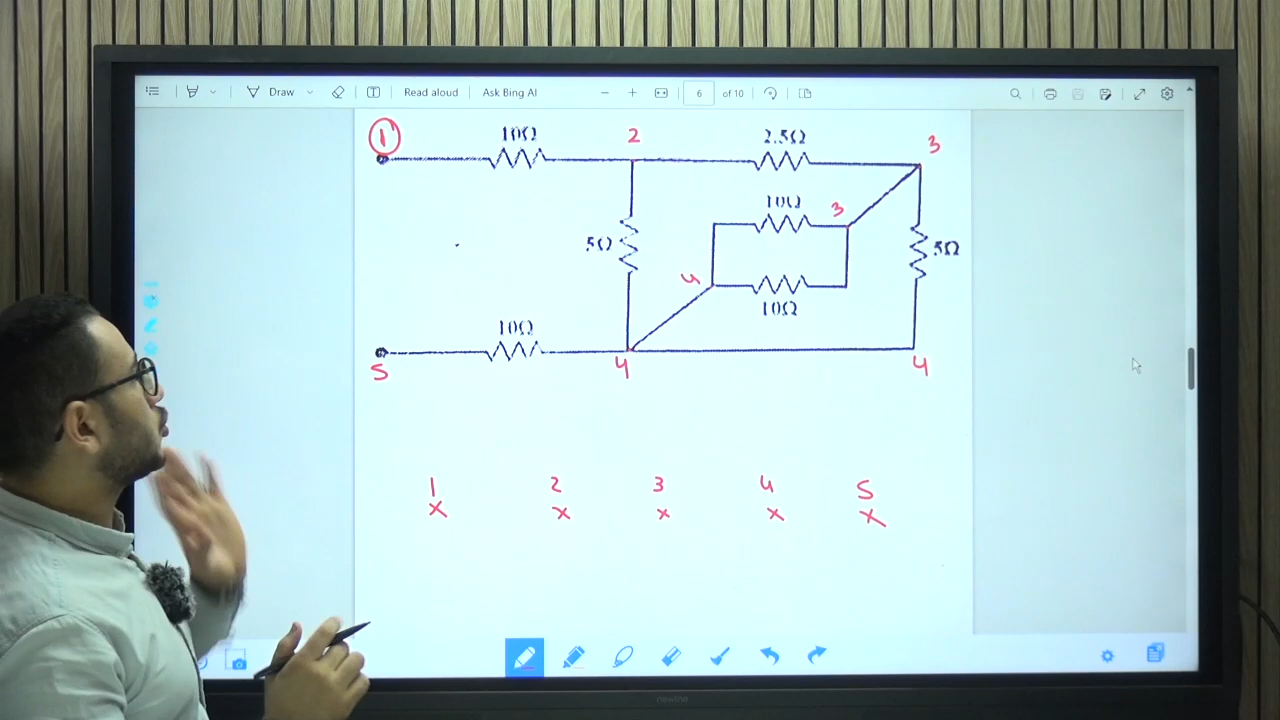 Draw
Read aloud
Ask Bing AI
6 of 10
1 10Ω 2 2.5Ω 3
10Ω 3
5Ω 5Ω
4
10Ω
10Ω
5 4 4
1 2 3 4 5
x x x x x
newline